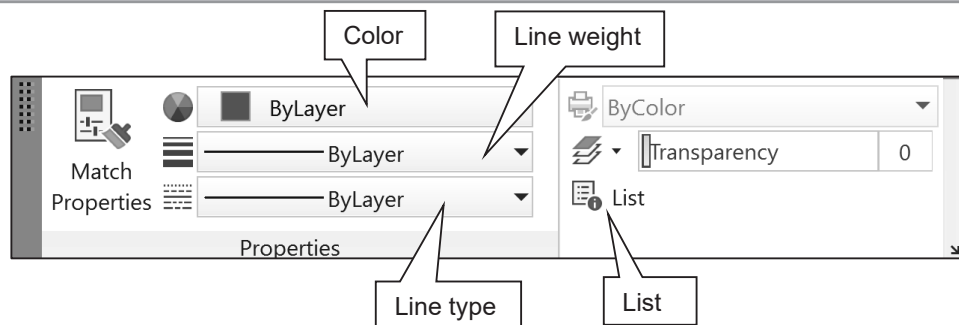 Color
Line weight
ByLayer
ByColor
ByLayer
Transparency 0
Match
Properties
ByLayer
List
Properties
Line type
List